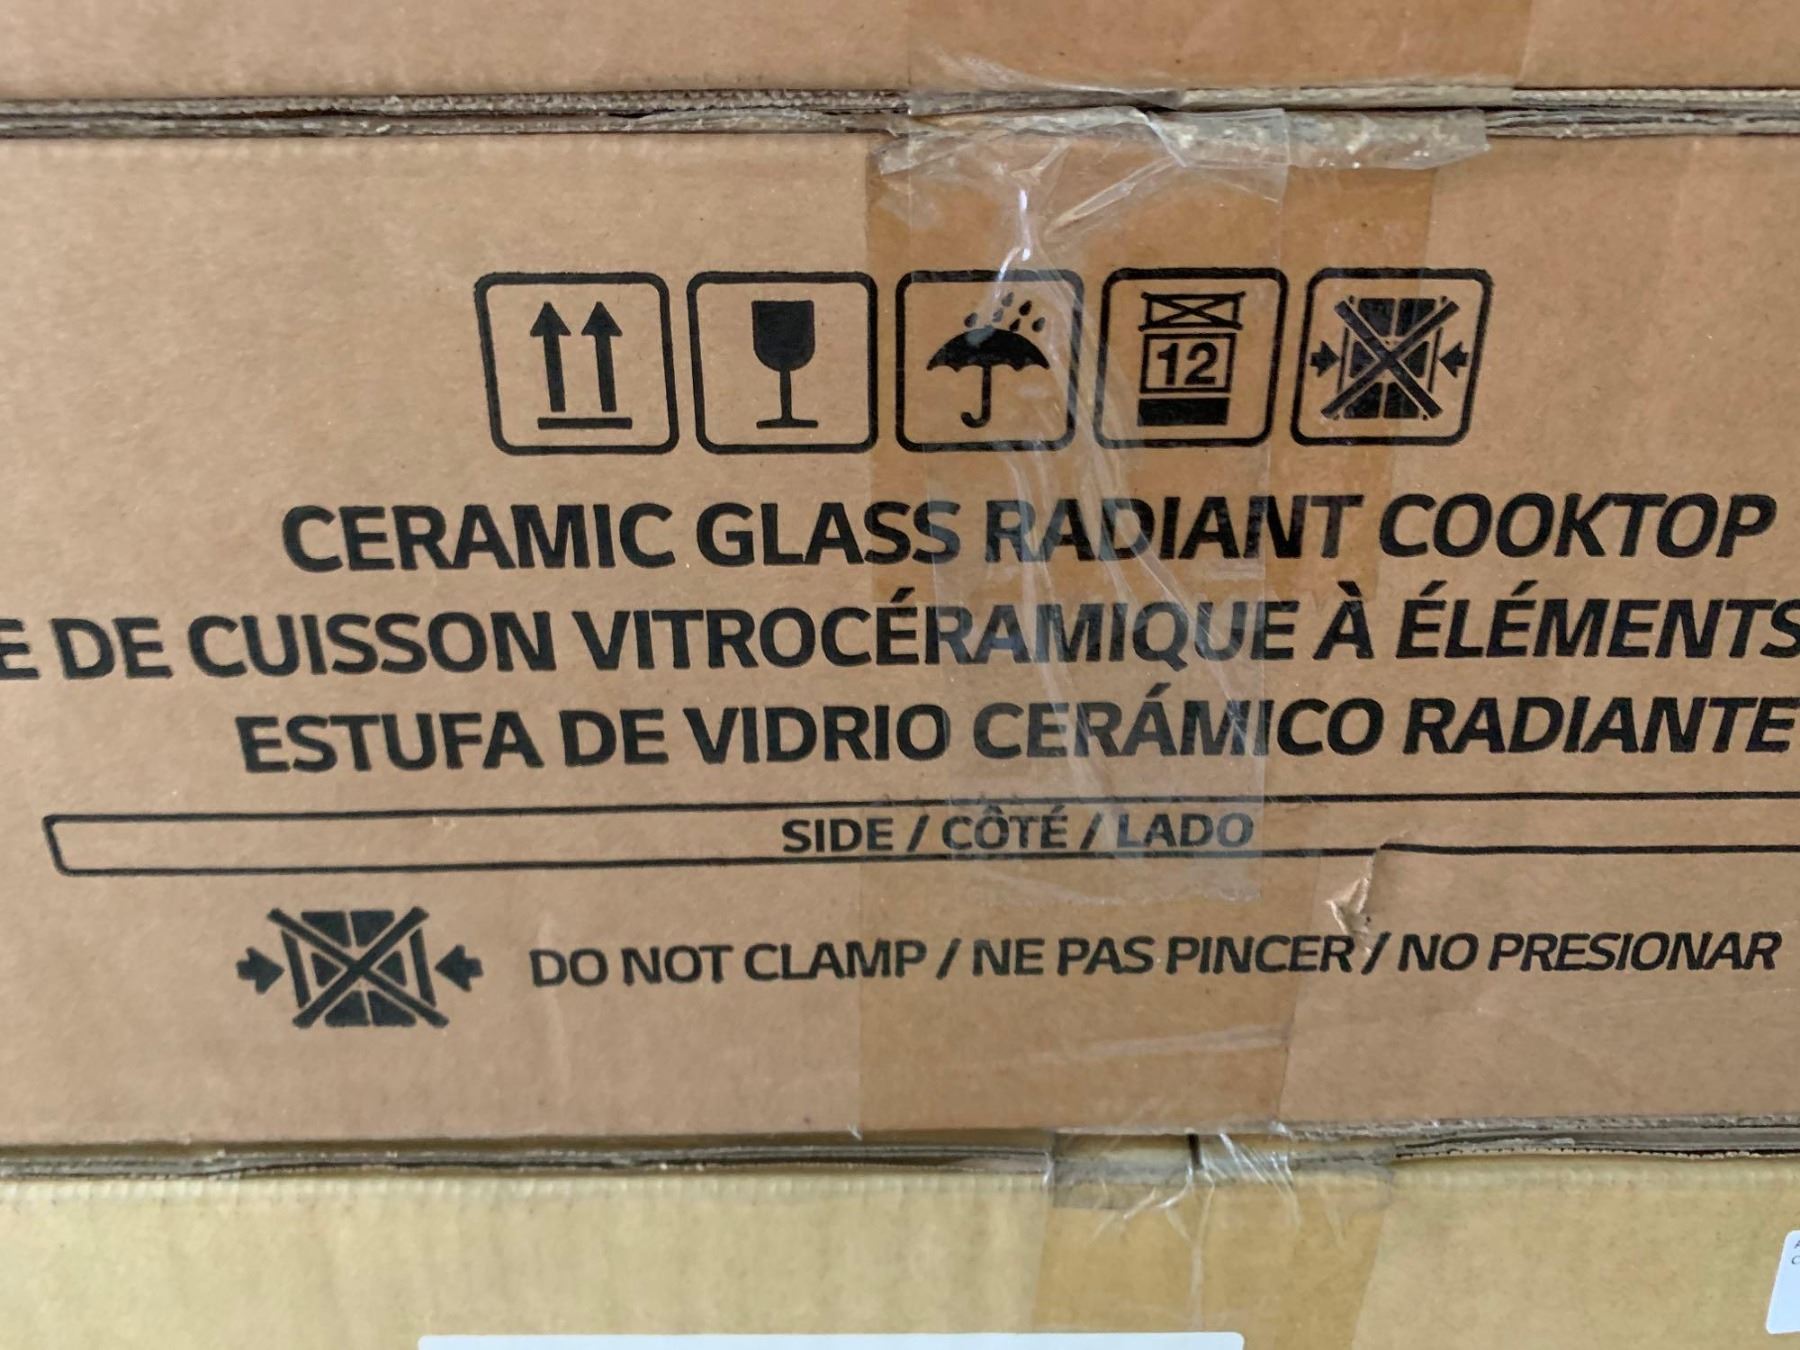 12
CERAMIC GLASS RADIANT COOKTOP
DE CUISSON VITROCÉRAMIQUE À ÉLÉMENTS
ESTUFA DE VIDRIO CERÁMICO RADIANTE
SIDE / CÔTÉ / LADO
DO NOT CLAMP / NE PAS PINCER / NO PRESIONAR